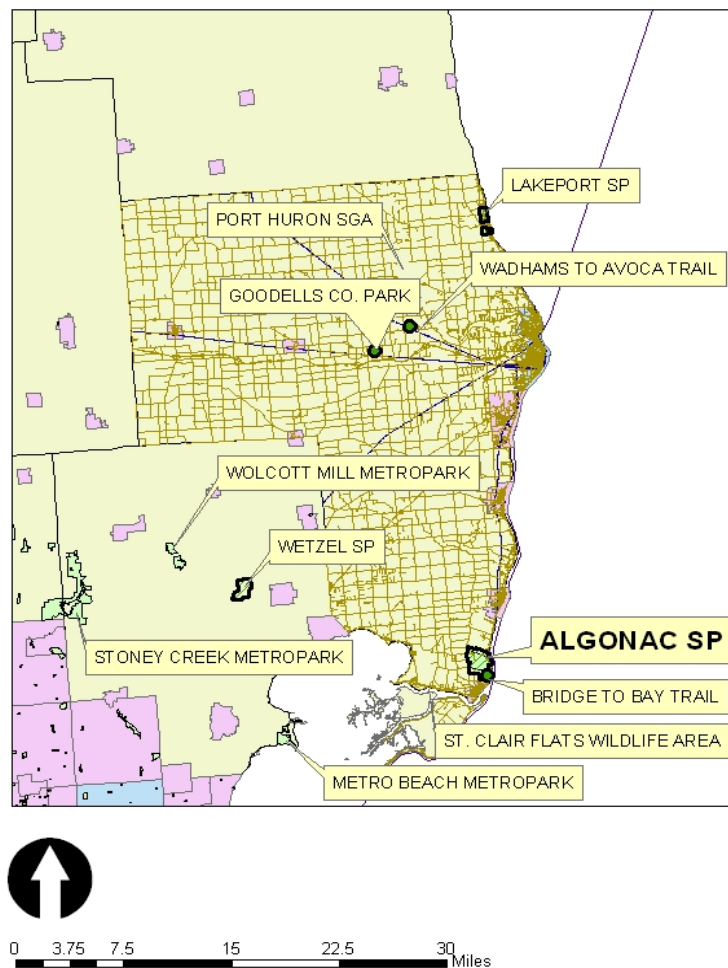 LAKEPORT SP
PORT HURON SGA
WADHAMS TO AVOCA TRAIL
GOODELLS CO. PARK
WOLCOTT MILL METROPARK
WETZEL SP
ALGONAC SP
STONEY CREEK METROPARK
BRIDGE TO BAY TRAIL
ST. CLAIR FLATS WILDLIFE AREA
METRO BEACH METROPARK
0 3.75 7.5 15 22.5 30
Miles